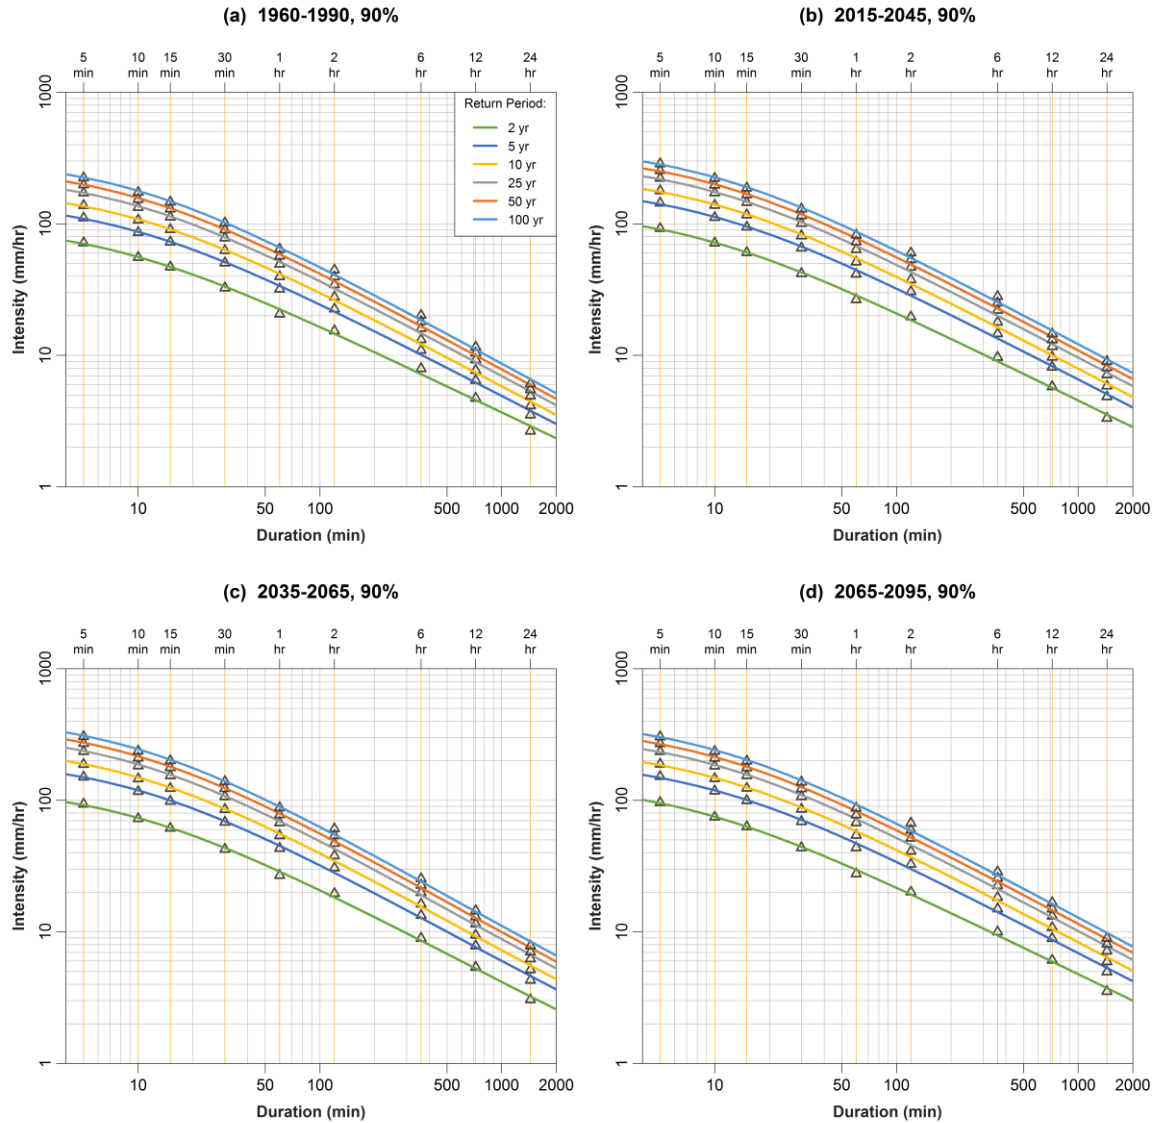 (a) 1960-1990, 90%
5 min 10 min 15 min 30 min 1 hr 2 hr 6 hr 12 hr 24 hr
Intensity (mm/hr)
1000
100
10
1
Return Period:
2 yr
5 yr
10 yr
25 yr
50 yr
100 yr
10 50 100 500 1000 2000
Duration (min)
(b) 2015-2045, 90%
5 min 10 min 15 min 30 min 1 hr 2 hr 6 hr 12 hr 24 hr
Intensity (mm/hr)
1000
100
10
1
10 50 100 500 1000 2000
Duration (min)
(c) 2035-2065, 90%
5 min 10 min 15 min 30 min 1 hr 2 hr 6 hr 12 hr 24 hr
Intensity (mm/hr)
1000
100
10
1
10 50 100 500 1000 2000
Duration (min)
(d) 2065-2095, 90%
5 min 10 min 15 min 30 min 1 hr 2 hr 6 hr 12 hr 24 hr
Intensity (mm/hr)
1000
100
10
1
10 50 100 500 1000 2000
Duration (min)